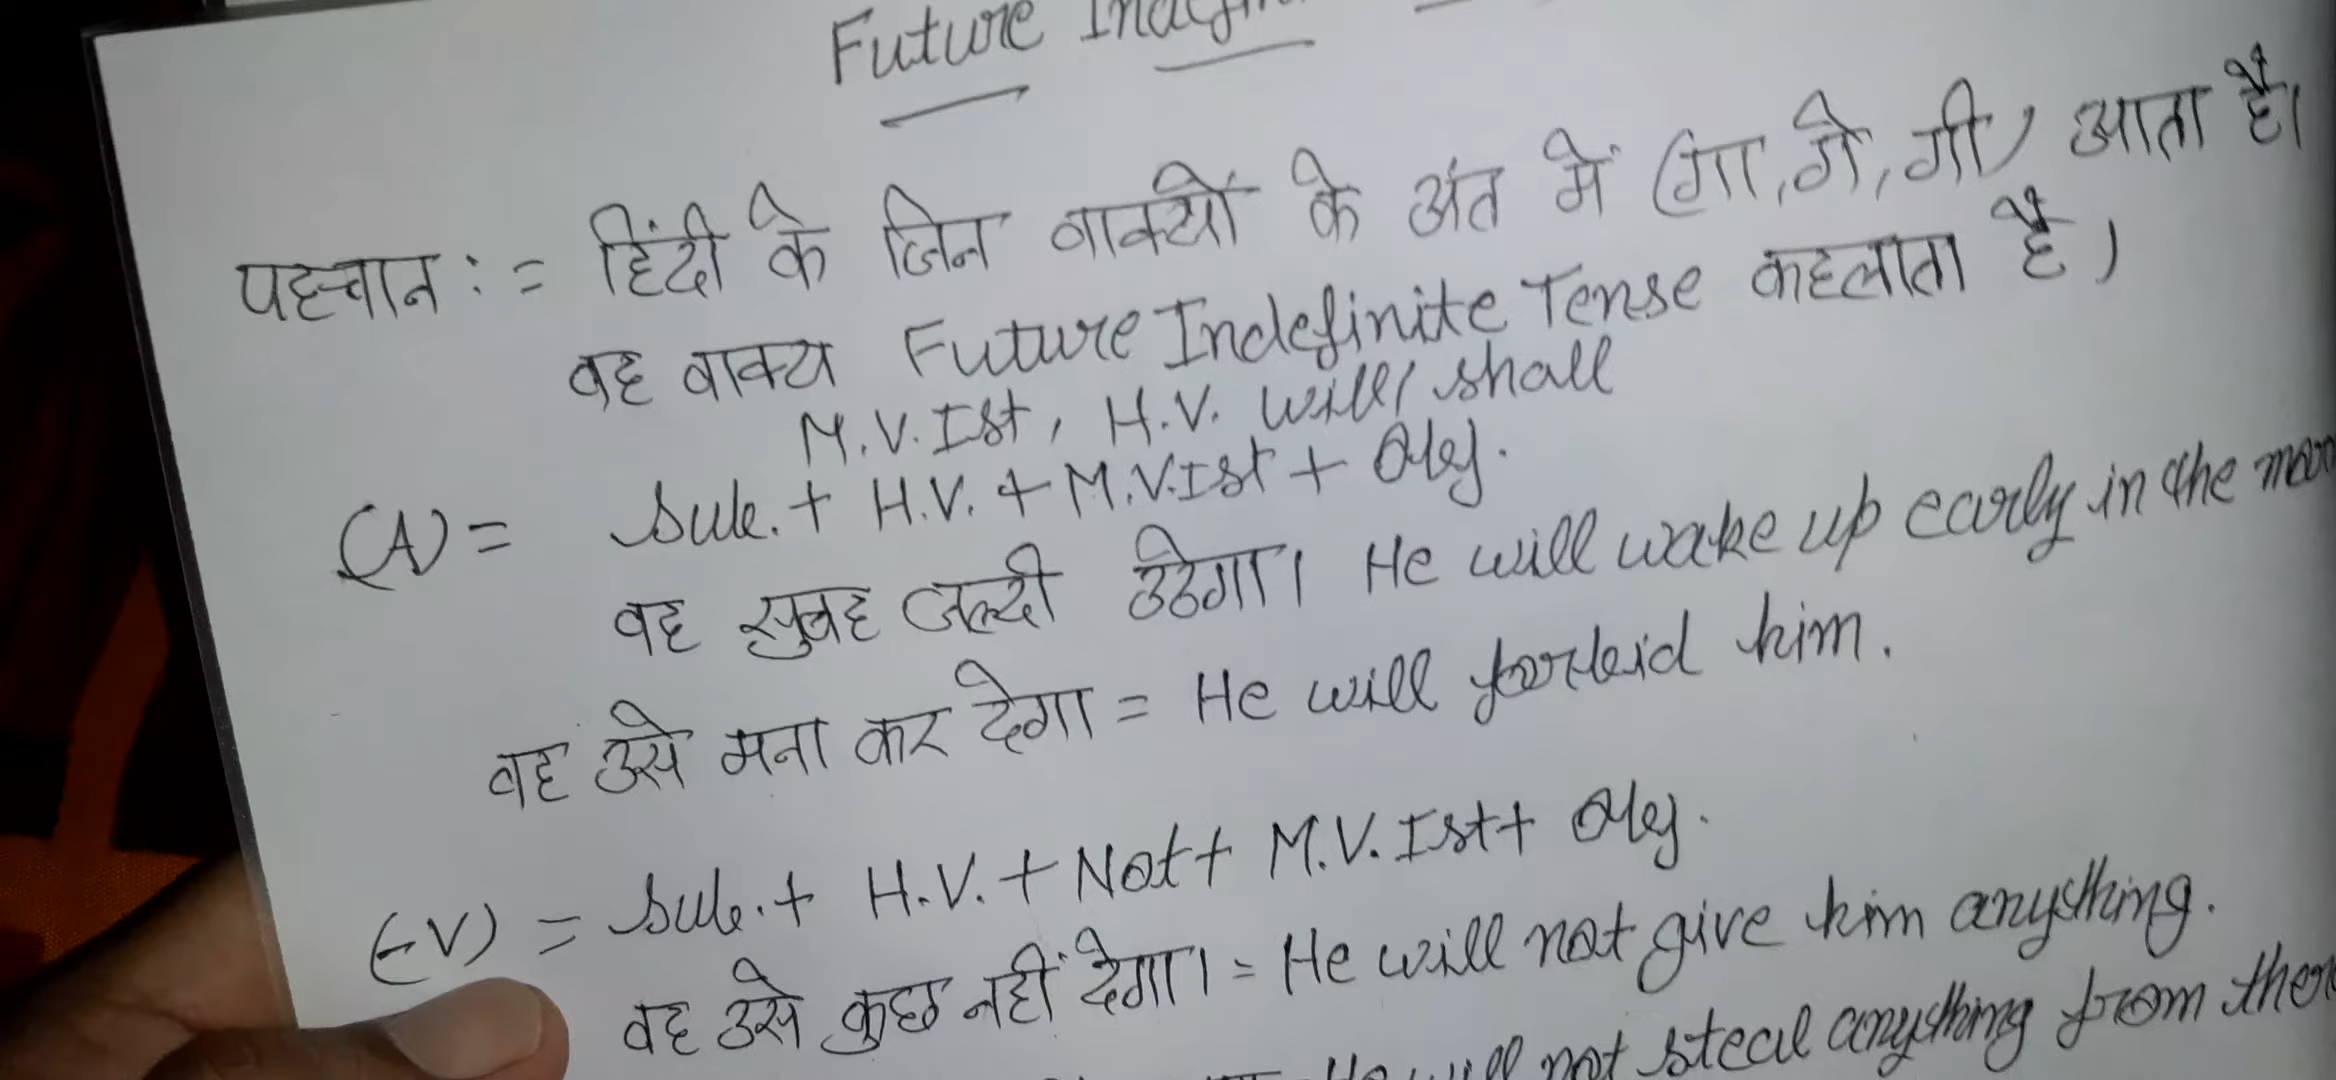 Future
पहचान := हिंदी के जिन वाक्यों के अंत में (गा, गे, गी) आता है।
वह वाक्य Future Indefinite Tense कहलाता है।
M.V.Ist, H.V. will/shall
(A) = Sub. + H.V. + M.V.Ist + Obj.
वह सुबह जल्दी उठेगा। He will wake up early in the
वह उसे मना कर देगा = He will forbid him.
(-V) = Sub. + H.V. + Not + M.V. Ist + Obj.
वह उसे कुछ नहीं देगा। = He will not give him anything.
He will not steal anything from